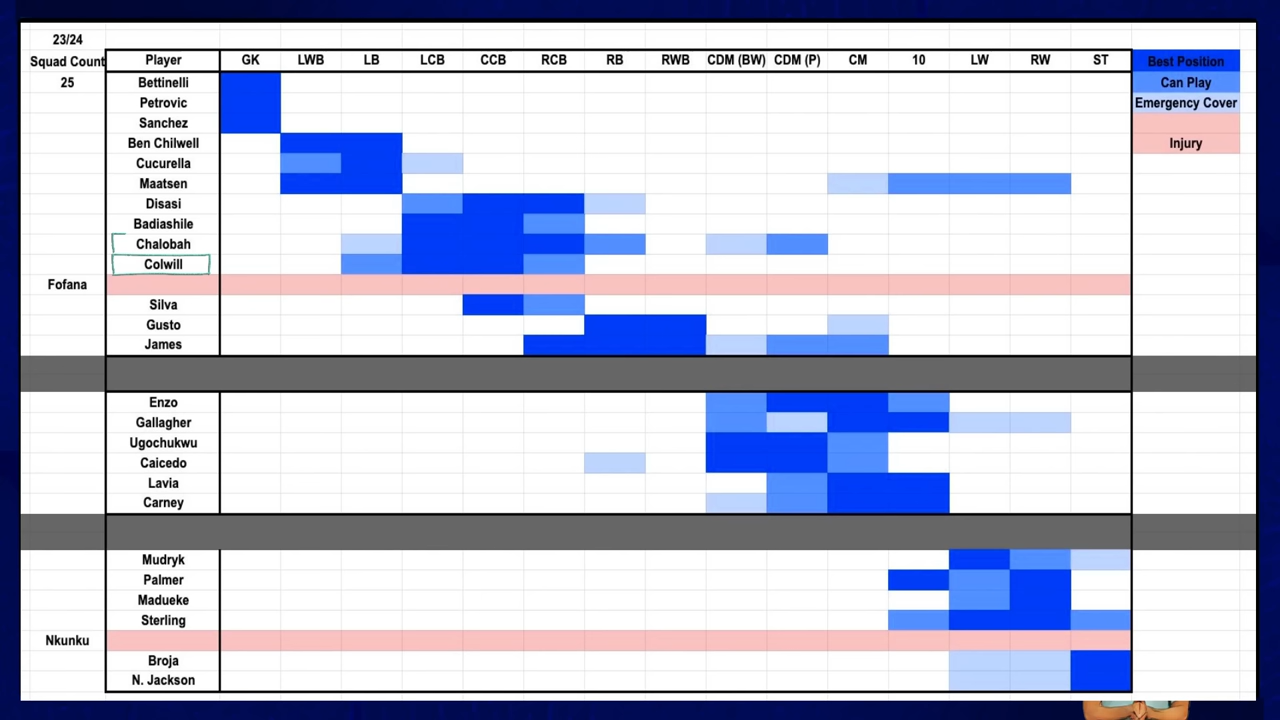 23/24
Squad Count Player GK LWB LB LCB CCB RCB RB RWB CDM (BW) CDM (P) CM 10 LW RW ST Best Position
25 Bettinelli Can Play
Petrovic Emergency Cover
Sanchez
Ben Chilwell Injury
Cucurella
Maatsen
Disasi
Badiashile
Chalobah
Colwill
Fofana
Silva
Gusto
James
Enzo
Gallagher
Ugochukwu
Caicedo
Lavia
Carney
Mudryk
Palmer
Madueke
Sterling
Nkunku
Broja
N. Jackson